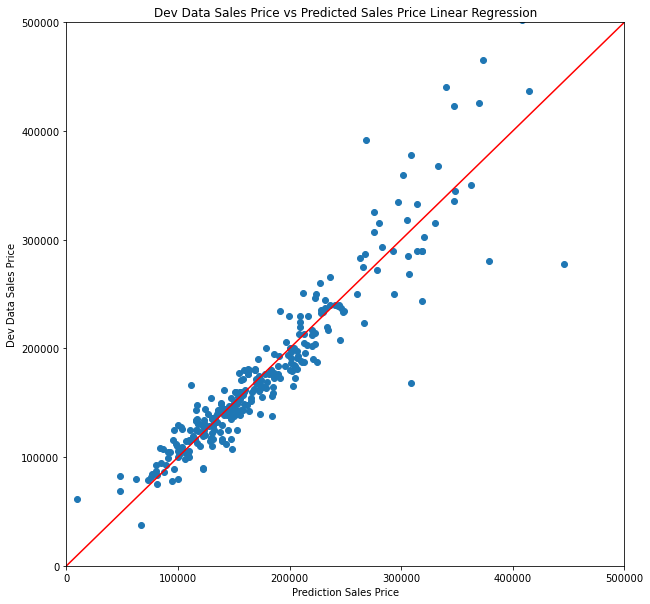 Dev Data Sales Price vs Predicted Sales Price Linear Regression
500000
400000
300000
200000
100000
0
Dev Data Sales Price
0 100000 200000 300000 400000 500000
Prediction Sales Price